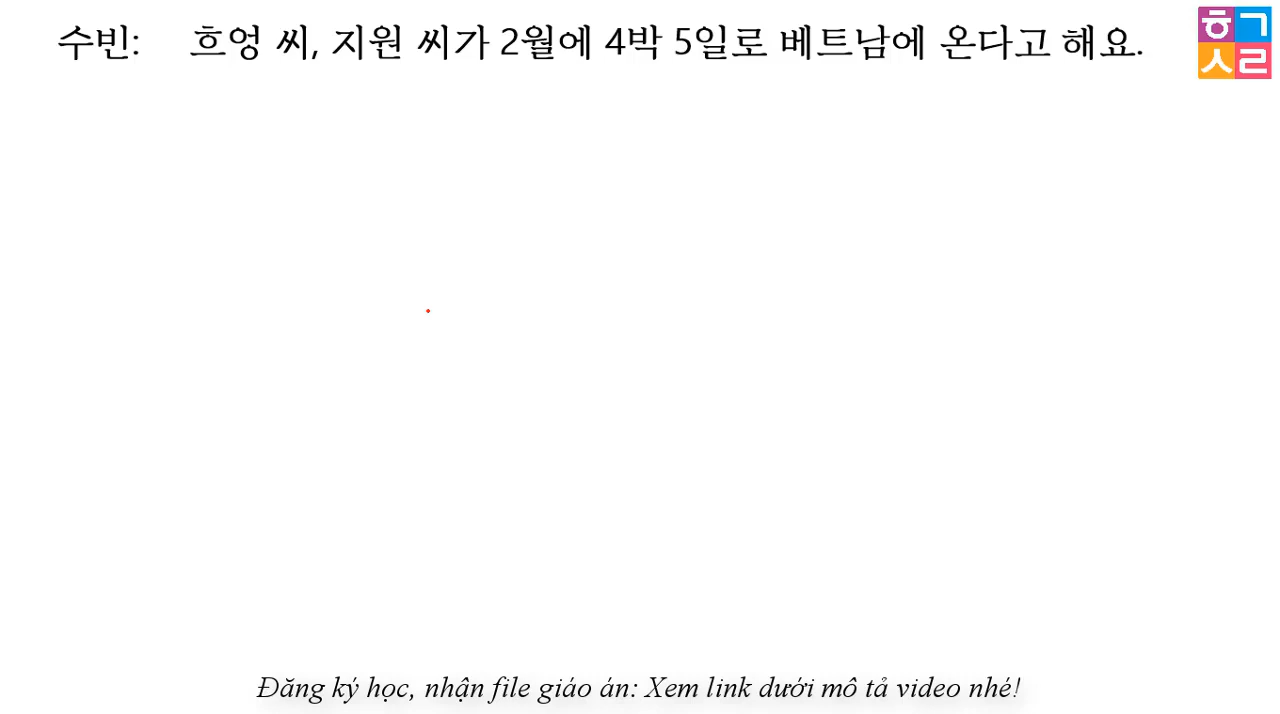 수빈: 흐엉 씨, 지원 씨가 2월에 4박 5일로 베트남에 온다고 해요.
ㅎㄱ
ㅅㄹ
Đăng ký học, nhận file giáo án: Xem link dưới mô tả video nhé!